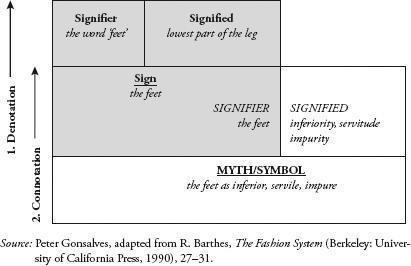 Signifier
the word 'feet'
Signified
lowest part of the leg
Sign
the feet
SIGNIFIER
the feet
SIGNIFIED
inferiority, servitude
impurity
MYTH/SYMBOL
the feet as inferior, servile, impure
1. Denotation
2. Connotation
Source: Peter Gonsalves, adapted from R. Barthes, The Fashion System (Berkeley: Univer-
sity of California Press, 1990), 27–31.